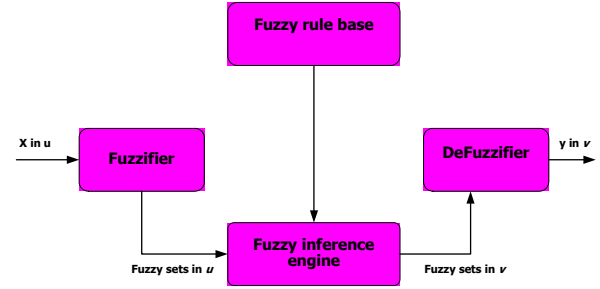 Fuzzy rule base
X in u
Fuzzifier
DeFuzzifier
y in v
Fuzzy inference
engine
Fuzzy sets in u
Fuzzy sets in v